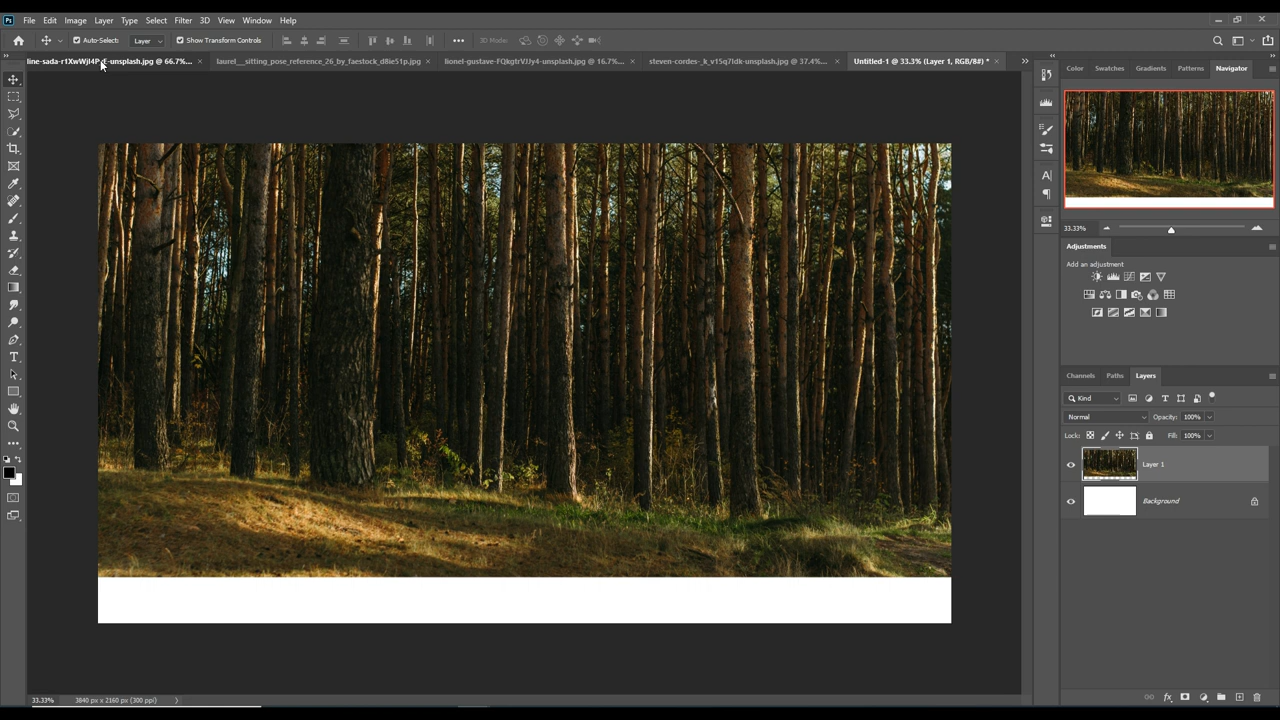 Ps File Edit Image Layer Type Select Filter 3D View Window Help
Auto-Select: Layer Show Transform Controls 3D Mode:
laurel__sitting_pose_reference_26_by_faestock_d8ie51p.jpg
Untitled-1 @ 33.3% (Layer 1, RGB/8#) *
Color Swatches Gradients Patterns Navigator
33.33%
Adjustments
Add an adjustment
Channels Paths Layers
Kind
Normal Opacity: 100%
Lock: Fill: 100%
Layer 1
Background
33.33% 3840 px x 2160 px (300 ppi)